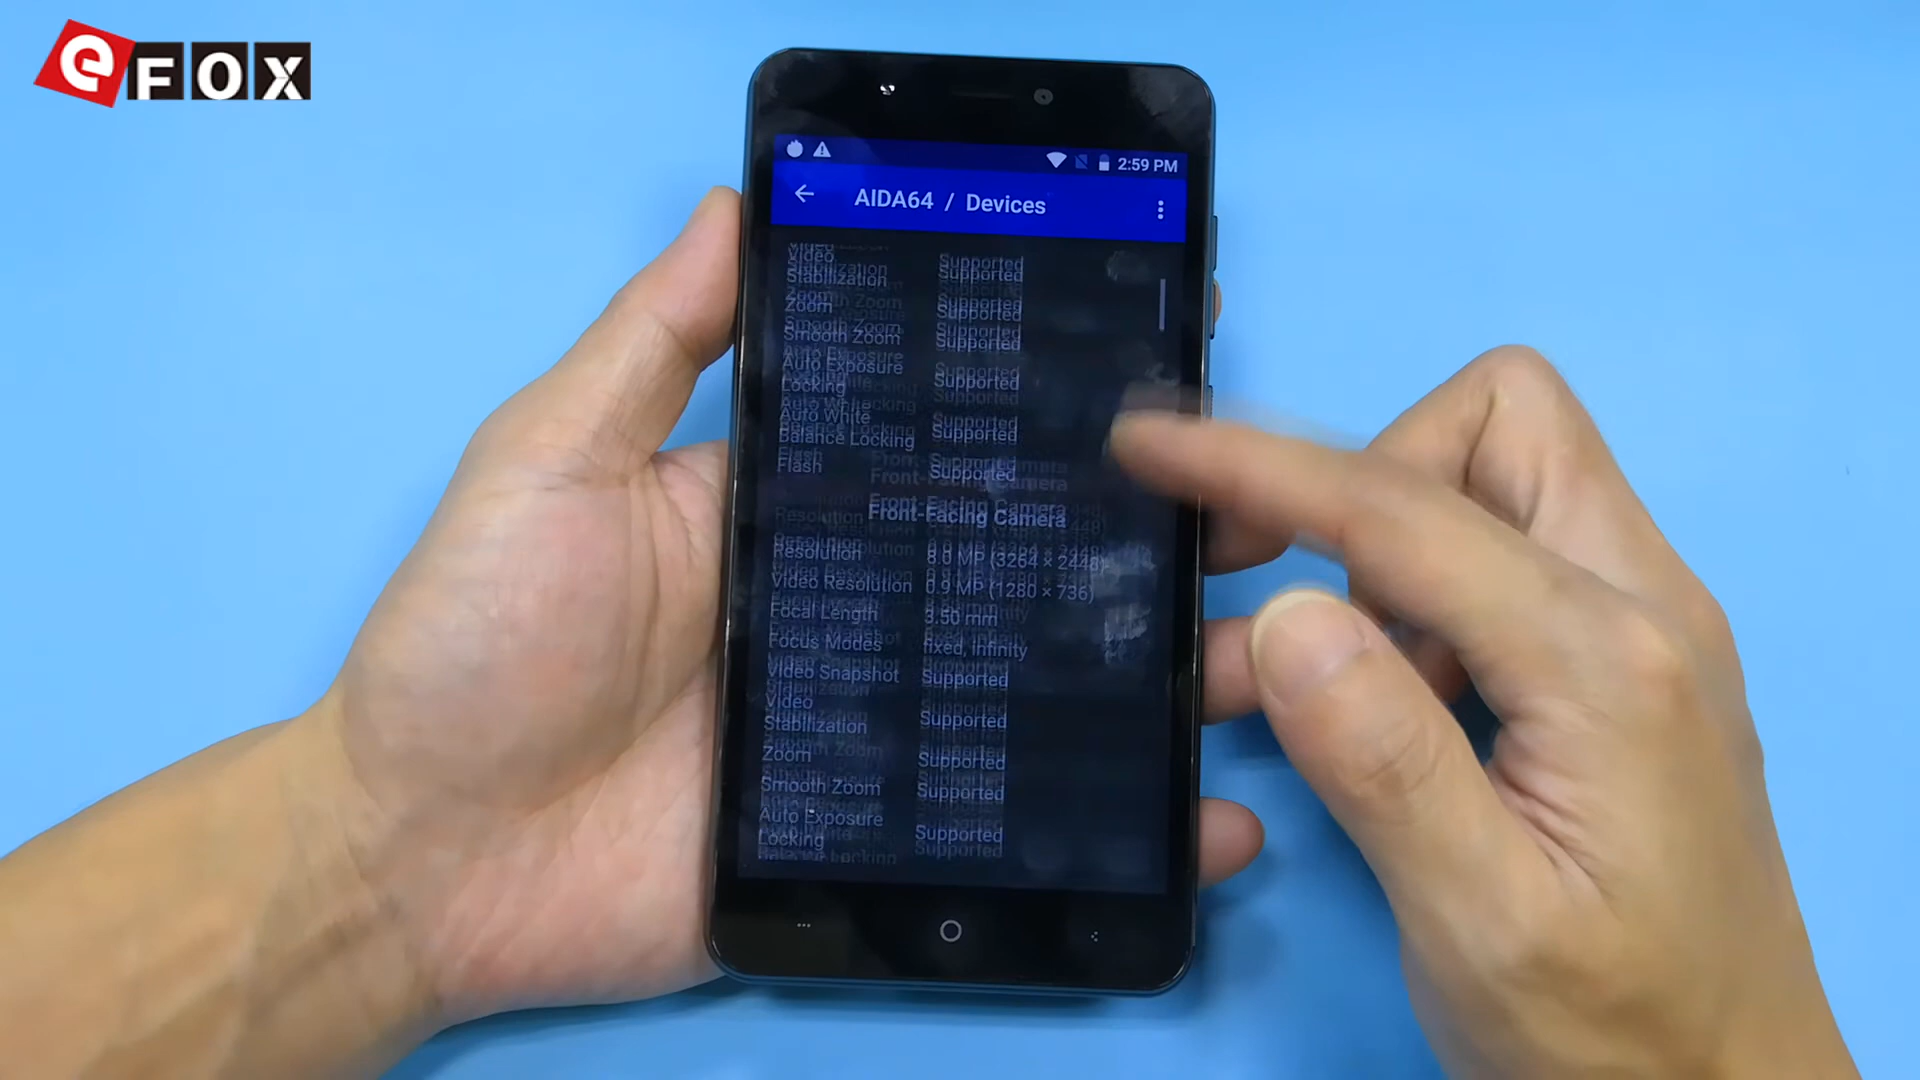 eFOX
2:59 PM
AIDA64 / Devices
Video
Stabilization Supported
Zoom Supported
Smooth Zoom Supported
Auto Exposure
Locking Supported
Auto White
Balance Locking Supported
Flash Supported
Front-Facing Camera
Resolution 8.0 MP (3264 × 2448)
Video Resolution 0.9 MP (1280 × 736)
Focal Length 3.50 mm
Focus Modes fixed, infinity
Video Snapshot Supported
Video
Stabilization Supported
Zoom Supported
Smooth Zoom Supported
Auto Exposure
Locking Supported